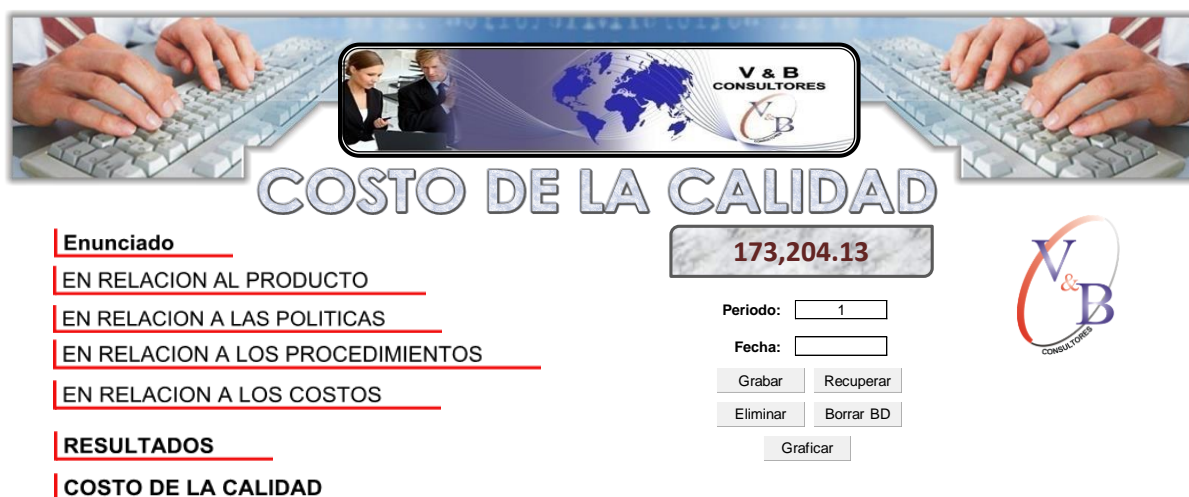 V & B
CONSULTORES
V
B
COSTO DE LA CALIDAD
Enunciado
EN RELACION AL PRODUCTO
EN RELACION A LAS POLITICAS
EN RELACION A LOS PROCEDIMIENTOS
EN RELACION A LOS COSTOS
RESULTADOS
COSTO DE LA CALIDAD
173,204.13
Periodo: 1
Fecha:
Grabar Recuperar
Eliminar Borrar BD
Graficar
V&B
CONSULTORES